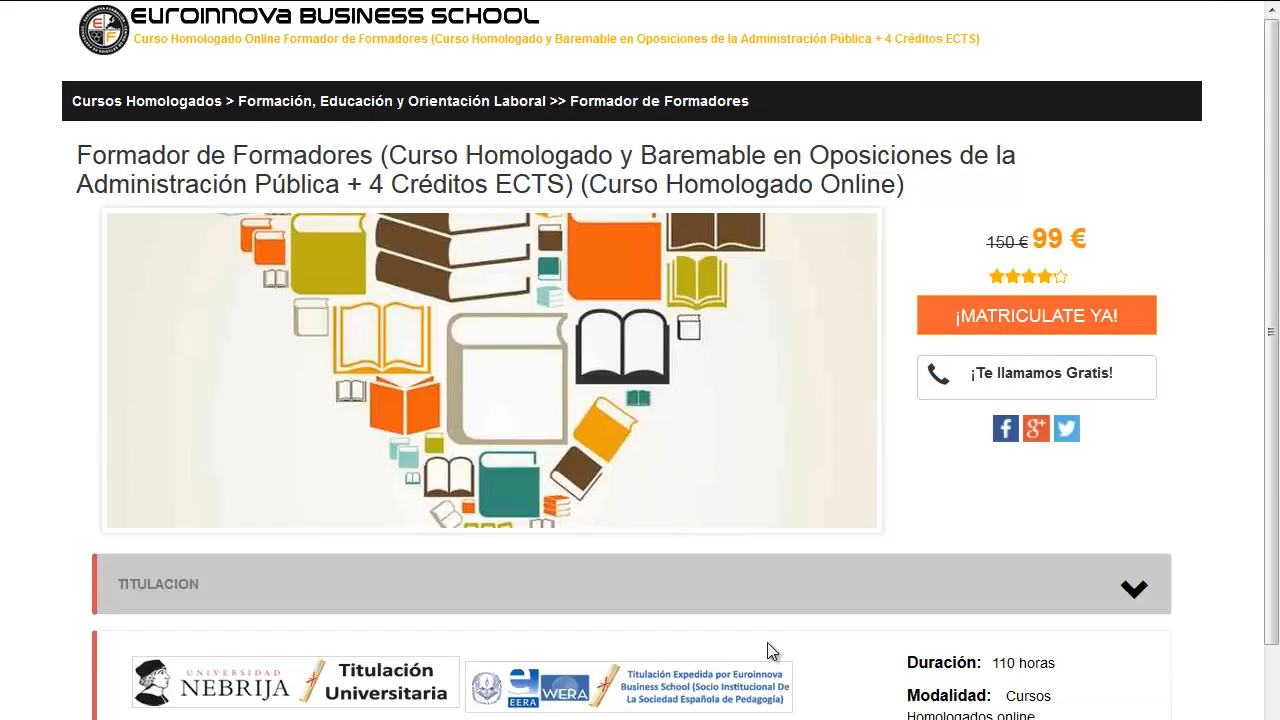 EUROINNOVA BUSINESS SCHOOL
Curso Homologado Online Formador de Formadores (Curso Homologado y Baremable en Oposiciones de la Administración Pública + 4 Créditos ECTS)
Cursos Homologados > Formación, Educación y Orientación Laboral >> Formador de Formadores
Formador de Formadores (Curso Homologado y Baremable en Oposiciones de la
Administración Pública + 4 Créditos ECTS) (Curso Homologado Online)
150 € 99 €
¡MATRICULATE YA!
¡Te llamamos Gratis!
TITULACION
UNIVERSIDAD
NEBRIJA
Titulación
Universitaria
EERA
WERA
Titulación Expedida por Euroinnova
Business School (Socio Institucional De
La Sociedad Española de Pedagogía)
Duración: 110 horas
Modalidad: Cursos
Homologados online